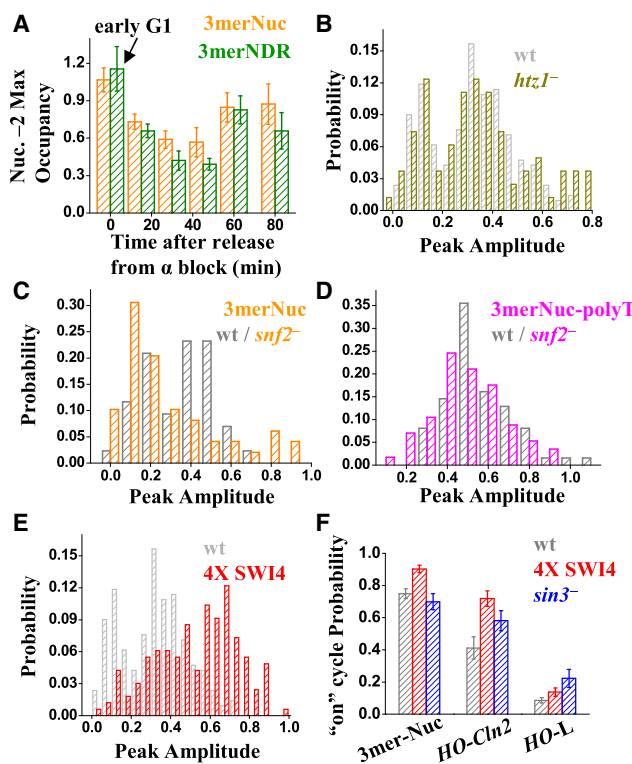 A
early G1
3merNuc
3merNDR
Nuc. −2 Max
Occupancy
1.2
0.9
0.6
0.3
0.0
0 20 40 60 80
Time after release
from α block (min)
B
wt
htz1⁻
Probability
0.15
0.12
0.09
0.06
0.03
0.00
0.0 0.2 0.4 0.6 0.8
Peak Amplitude
C
3merNuc
wt / snf2⁻
Probability
0.30
0.25
0.20
0.15
0.10
0.05
0.00
0.0 0.2 0.4 0.6 0.8 1.0
Peak Amplitude
D
3merNuc-polyT
wt / snf2⁻
Probability
0.35
0.30
0.25
0.20
0.15
0.10
0.05
0.00
0.0 0.2 0.4 0.6 0.8 1.0
Peak Amplitude
E
wt
4X SWI4
Probability
0.15
0.12
0.09
0.06
0.03
0.00
0.0 0.2 0.4 0.6 0.8 1.0
Peak Amplitude
F
wt
4X SWI4
sin3⁻
“on” cycle Probability
1.0
0.8
0.6
0.4
0.2
0.0
3mer-Nuc
HO-Cln2
HO-L